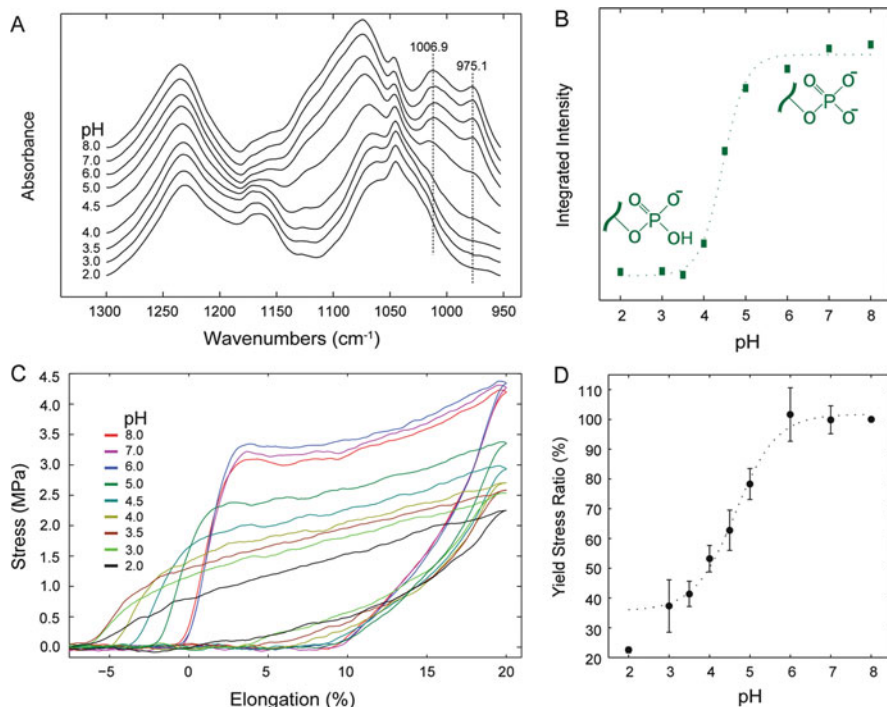 A
1006.9
975.1
Absorbance
pH
8.0
7.0
6.0
5.0
4.5
4.0
3.5
3.0
2.0
1300 1250 1200 1150 1100 1050 1000 950
Wavenumbers (cm⁻¹)
B
Integrated Intensity
O O⁻
P
O O⁻
O O⁻
P
O OH
2 3 4 5 6 7 8
pH
C
Stress (MPa)
4.5
4.0
3.5
3.0
2.5
2.0
1.5
1.0
0.5
0.0
pH
8.0
7.0
6.0
5.0
4.5
4.0
3.5
3.0
2.0
−5 0 5 10 15 20
Elongation (%)
D
Yield Stress Ratio (%)
110
100
90
80
70
60
50
40
30
20
2 3 4 5 6 7 8
pH